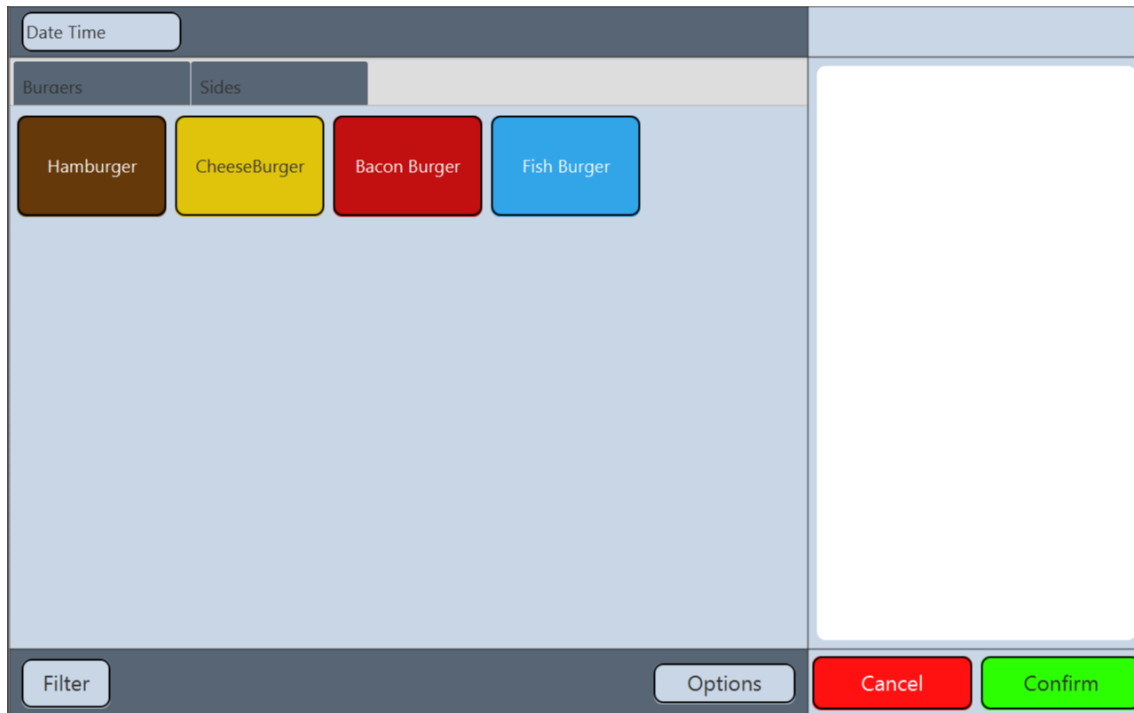 Date Time
Burgers Sides
Hamburger CheeseBurger Bacon Burger Fish Burger
Filter Options Cancel Confirm